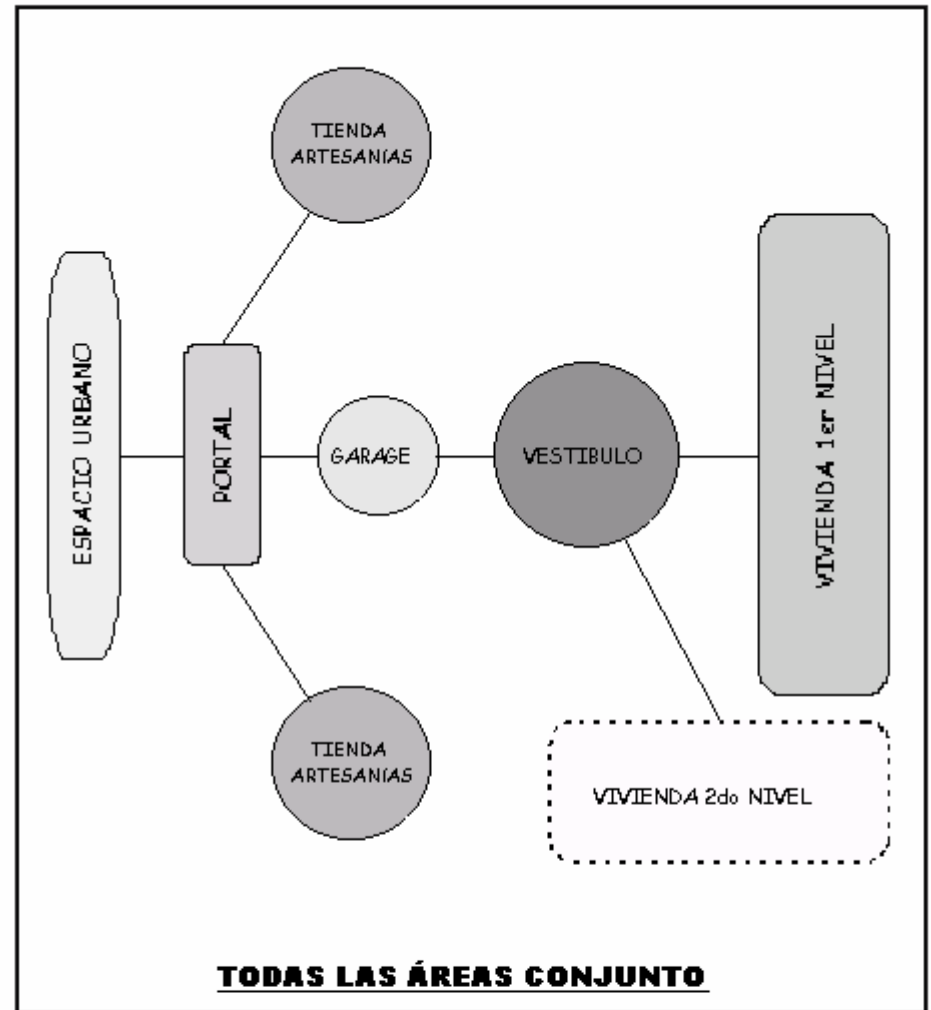 TIENDA
ARTESANIAS
ESPACIO URBANO
PORTAL
GARAGE
VESTIBULO
VIVIENDA 1er NIVEL
TIENDA
ARTESANIAS
VIVIENDA 2do NIVEL
TODAS LAS ÁREAS CONJUNTO